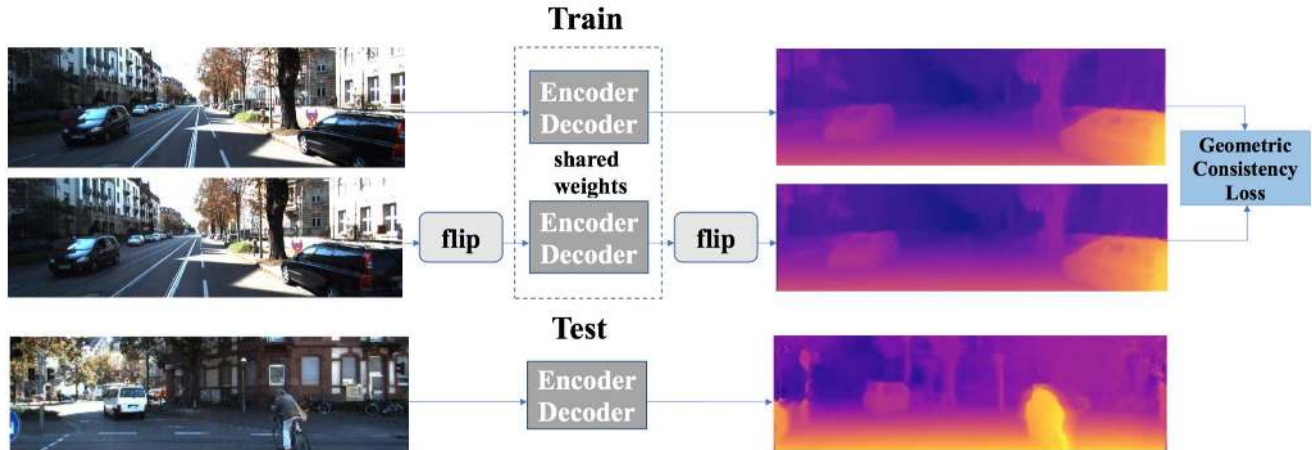 Train
Encoder
Decoder
shared
weights
flip
Encoder
Decoder
flip
Geometric
Consistency
Loss
Test
Encoder
Decoder